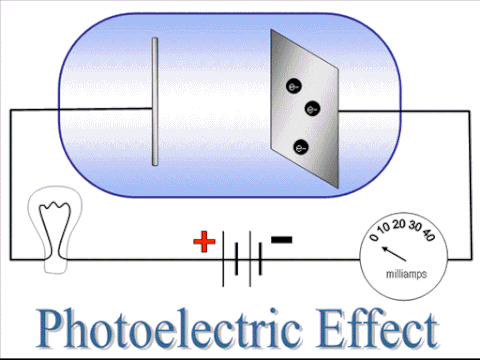 e-
e-
e-
+
-
0 10 20 30 40
milliamps
Photoelectric Effect